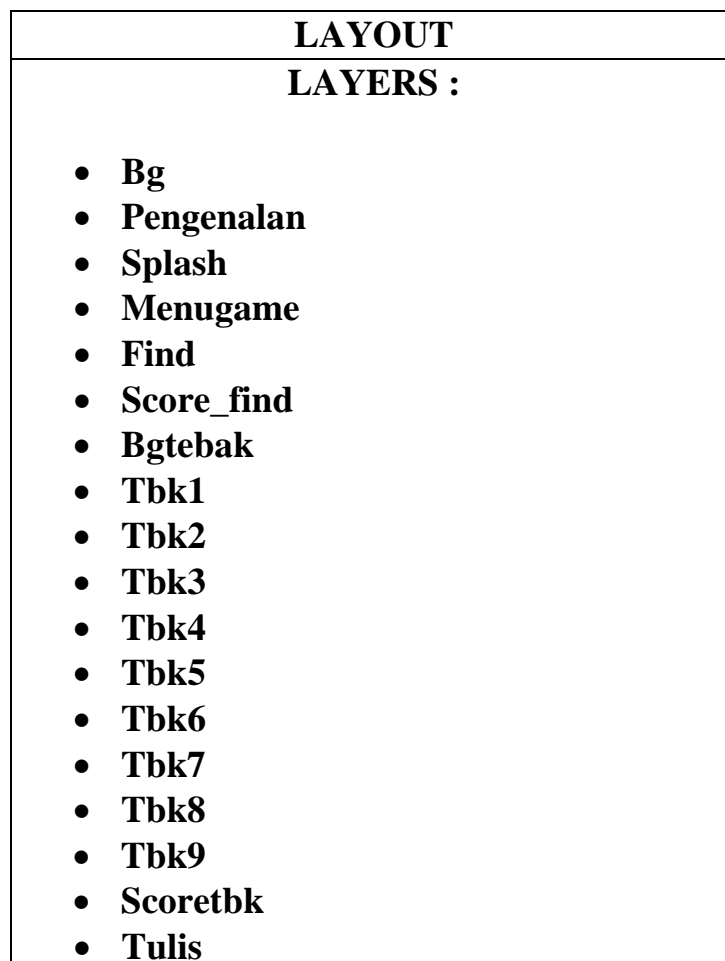 LAYOUT
LAYERS :
• Bg
• Pengenalan
• Splash
• Menugame
• Find
• Score_find
• Bgtebak
• Tbk1
• Tbk2
• Tbk3
• Tbk4
• Tbk5
• Tbk6
• Tbk7
• Tbk8
• Tbk9
• Scoretbk
• Tulis